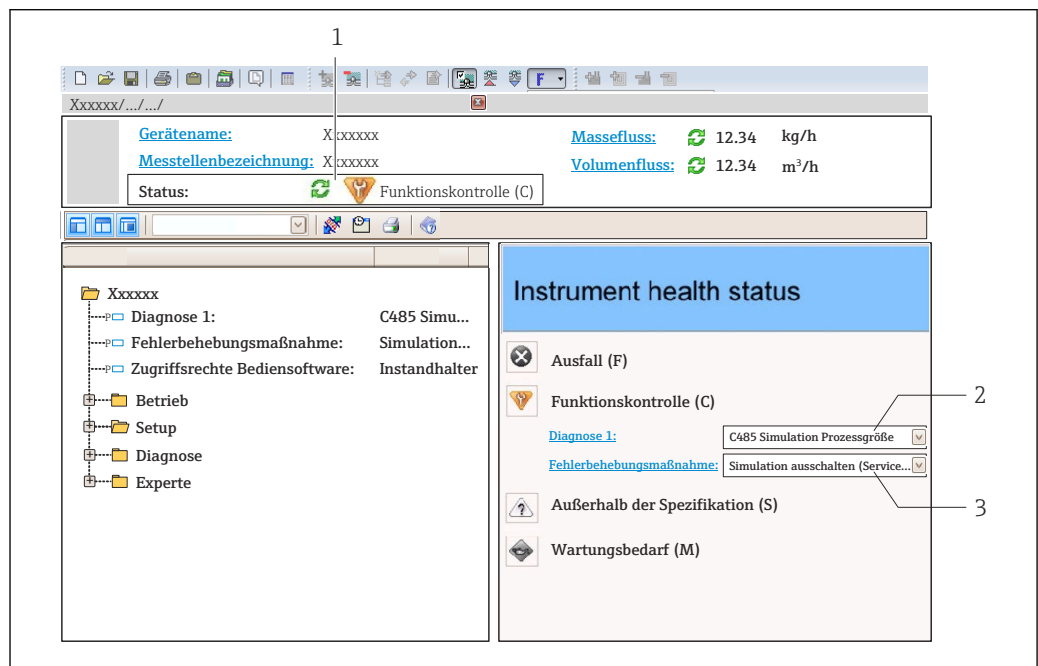 1
F
Xxxxxx/.../.../
Gerätename: Xxxxxxx
Massefluss: 12.34 kg/h
Messstellenbezeichnung: Xxxxxxx
Volumenfluss: 12.34 m³/h
Status: Funktionskontrolle (C)
Xxxxxx
Diagnose 1: C485 Simu...
Fehlerbehebungsmaßnahme: Simulation...
Zugriffsrechte Bediensoftware: Instandhalter
Betrieb
Setup
Diagnose
Experte
Instrument health status
Ausfall (F)
Funktionskontrolle (C)
2
Diagnose 1: C485 Simulation Prozessgröße
Fehlerbehebungsmaßnahme: Simulation ausschalten (Service...
Außerhalb der Spezifikation (S)
3
Wartungsbedarf (M)